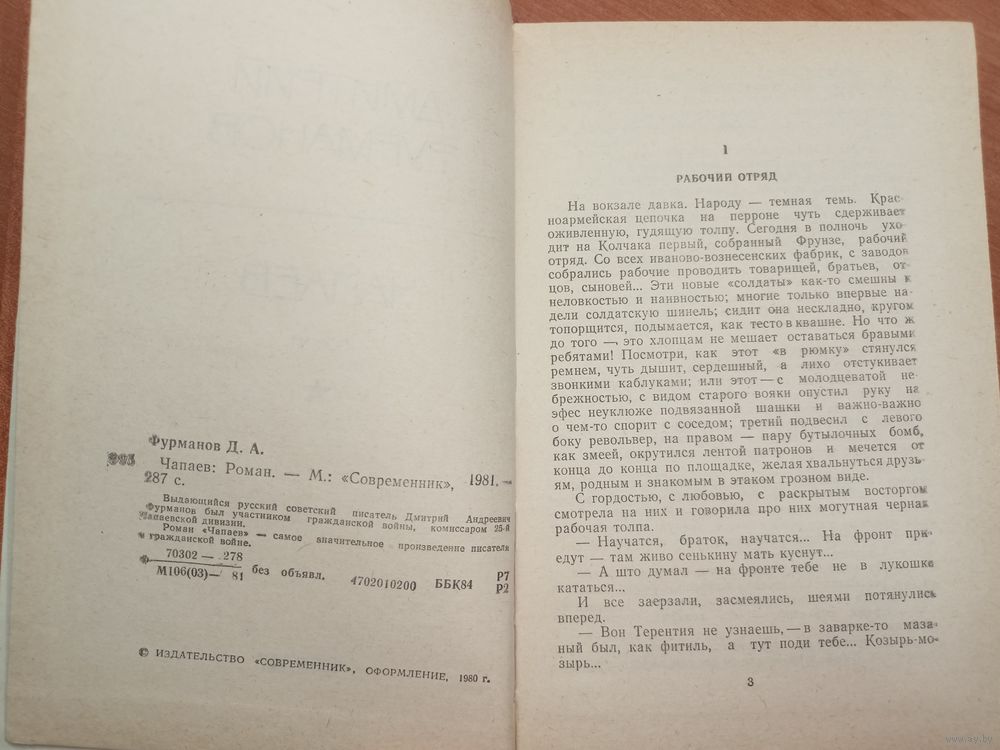 Фурманов Д. А.
Чапаев: Роман. — М.: «Современник», 1981. —
287 с.
Выдающийся русский советский писатель Дмитрий Андреевич
Фурманов был участником гражданской войны, комиссаром 25-й
Чапаевской дивизии.
Роман «Чапаев» — самое значительное произведение писателя
о гражданской войне.
70302 — 278
М106(03)— 81
без объявл.
4702010200
ББК84
Р7
Р2
© ИЗДАТЕЛЬСТВО «СОВРЕМЕННИК», ОФОРМЛЕНИЕ, 1980 г.
1
РАБОЧИЙ ОТРЯД
На вокзале давка. Народу — темная темь. Крас-
ноармейская цепочка на перроне чуть сдерживает
оживленную, гудящую толпу. Сегодня в полночь ухо-
дит на Колчака первый, собранный Фрунзе, рабочий
отряд. Со всех иваново-вознесенских фабрик, с заводов
собрались рабочие проводить товарищей, братьев, от-
цов, сыновей... Эти новые «солдаты» как-то смешны и
неловкостью и наивностью; многие только впервые на-
дели солдатскую шинель; сидит она нескладно, кругом
топорщится, подымается, как тесто в квашне. Но что ж
до того — это хлопцам не мешает оставаться бравыми
ребятами! Посмотри, как этот «в рюмку» стянулся
ремнем, чуть дышит, сердешный, а лихо отстукивает
звонкими каблуками; или этот — с молодцеватой не-
брежностью, с видом старого вояки опустил руку на
эфес неуклюже подвязанной шашки и важно-важно
о чем-то спорит с соседом; третий подвесил с левого
боку револьвер, на правом — пару бутылочных бомб,
как змеей, окрутился лентой патронов и мечется от
конца до конца по площадке, желая хвальнуться друзь-
ям, родным и знакомым в этаком грозном виде.
С гордостью, с любовью, с раскрытым восторгом
смотрела на них и говорила про них могутная черная
рабочая толпа.
— Научатся, браток, научатся... На фронт при-
едут — там живо сенькину мать куснут...
— А што думал — на фронте тебе не в лукошке
кататься...
И все заерзали, засмеялись, шеями потянулись
вперед.
— Вон Терентия не узнаешь, — в заварке-то маза-
ный был, как фитиль, а тут поди тебе... Козырь-мо-
зырь...
3
www.ay.by